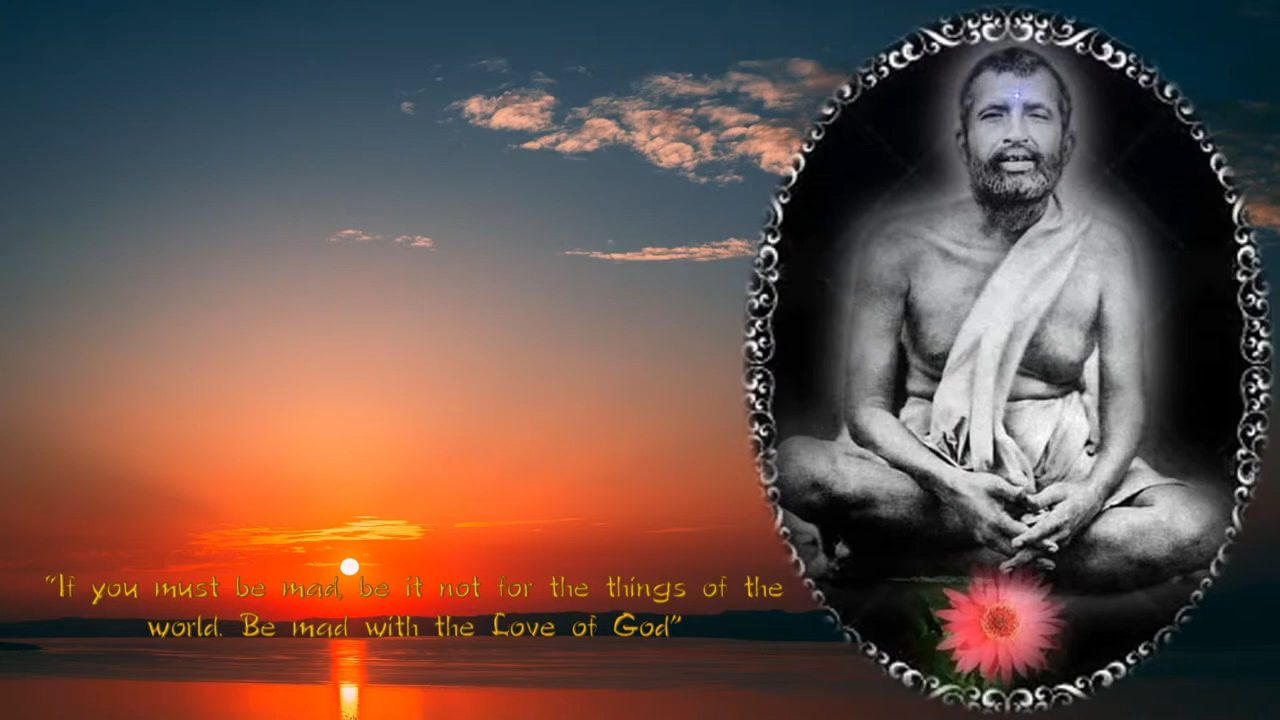 “If you must be mad, be it not for the things of the
world. Be mad with the Love of God”